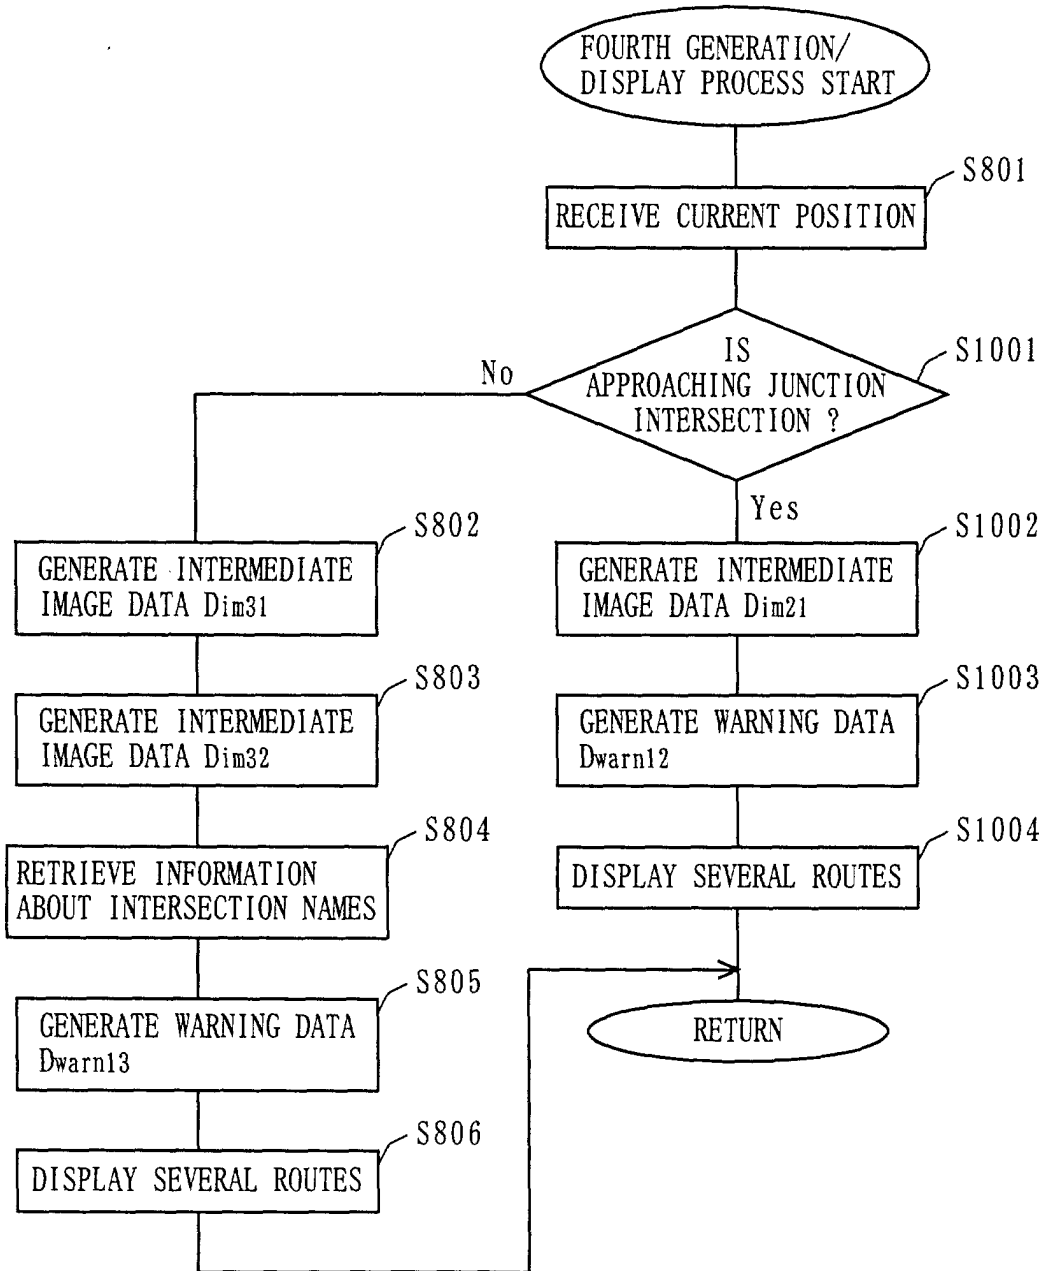 FOURTH GENERATION/
DISPLAY PROCESS START
S801
RECEIVE CURRENT POSITION
S1001
IS
APPROACHING JUNCTION
INTERSECTION ?
No
Yes
S802
GENERATE INTERMEDIATE
IMAGE DATA Dim31
S803
GENERATE INTERMEDIATE
IMAGE DATA Dim32
S804
RETRIEVE INFORMATION
ABOUT INTERSECTION NAMES
S805
GENERATE WARNING DATA
Dwarn13
S806
DISPLAY SEVERAL ROUTES
S1002
GENERATE INTERMEDIATE
IMAGE DATA Dim21
S1003
GENERATE WARNING DATA
Dwarn12
S1004
DISPLAY SEVERAL ROUTES
RETURN